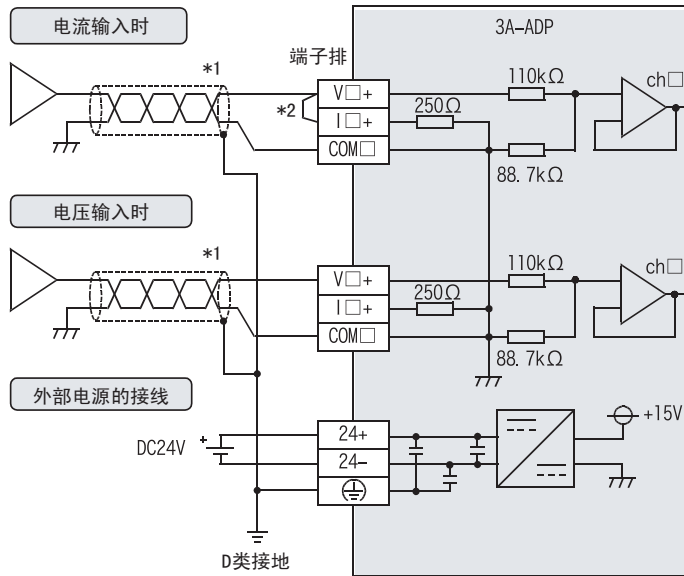 电流输入时
3A-ADP
*1
端子排
110kΩ
ch□
V□+
250Ω
*2
I□+
COM□
88.7kΩ
电压输入时
*1
110kΩ
ch□
V□+
250Ω
I□+
COM□
88.7kΩ
外部电源的接线
24+
+15V
DC24V
+
24-
D类接地